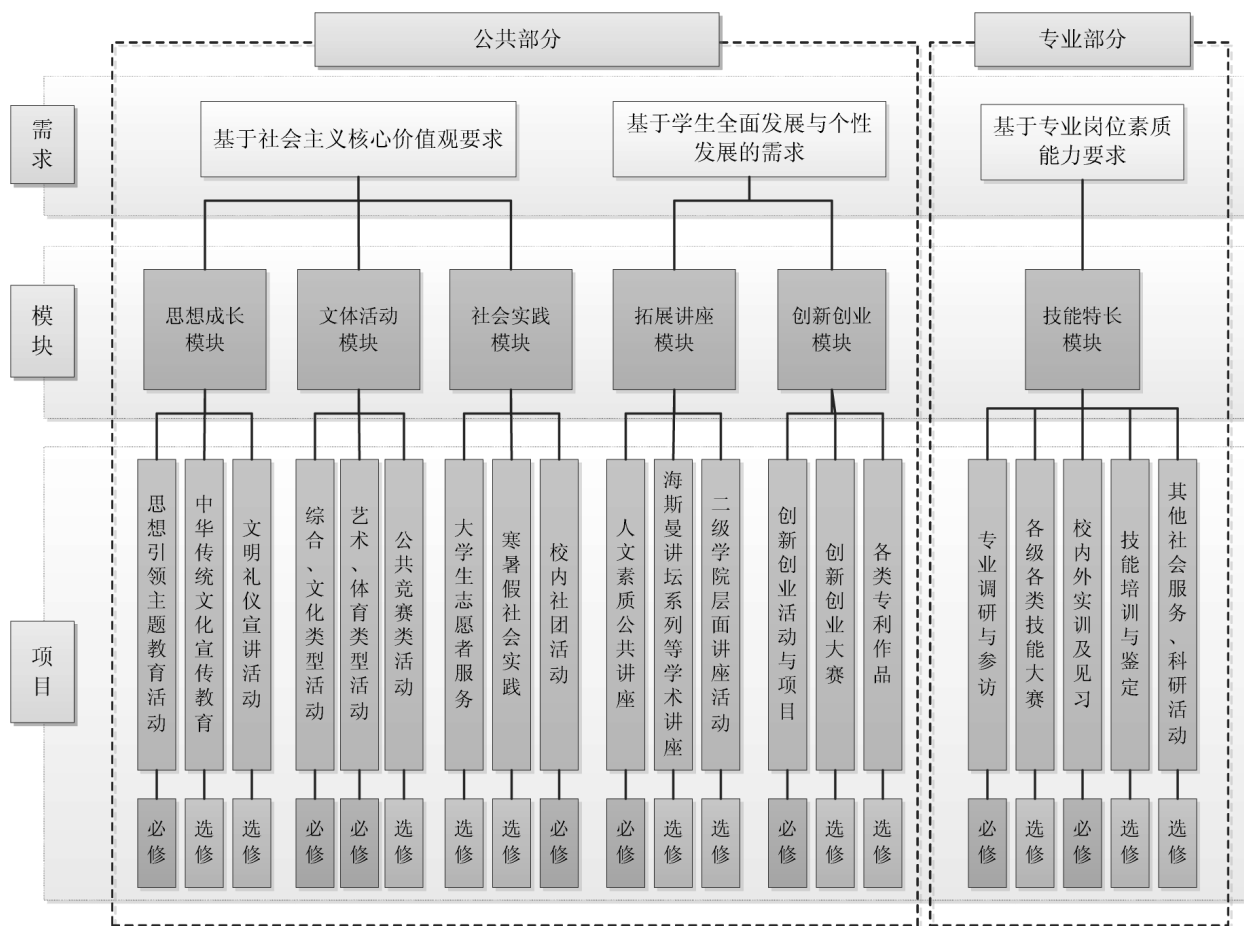 公共部分
专业部分
需求
基于社会主义核心价值观要求
基于学生全面发展与个性
发展的需求
基于专业岗位素质
能力要求
模块
思想成长
模块
文体活动
模块
社会实践
模块
拓展讲座
模块
创新创业
模块
技能特长
模块
项目
思想引领主题教育活动
中华传统文化宣传教育
文明礼仪宣讲活动
综合、文化类型活动
艺术、体育类型活动
公共竞赛类活动
大学生志愿者服务
寒暑假社会实践
校内社团活动
人文素质公共讲座
海斯曼讲坛系列等学术讲座
二级学院层面讲座活动
创新创业活动与项目
创新创业大赛
各类专利作品
专业调研与参访
各级各类技能大赛
校内外实训及见习
技能培训与鉴定
其他社会服务、科研活动
必修
选修
选修
必修
必修
选修
选修
选修
必修
必修
选修
选修
必修
选修
选修
必修
选修
必修
选修
选修